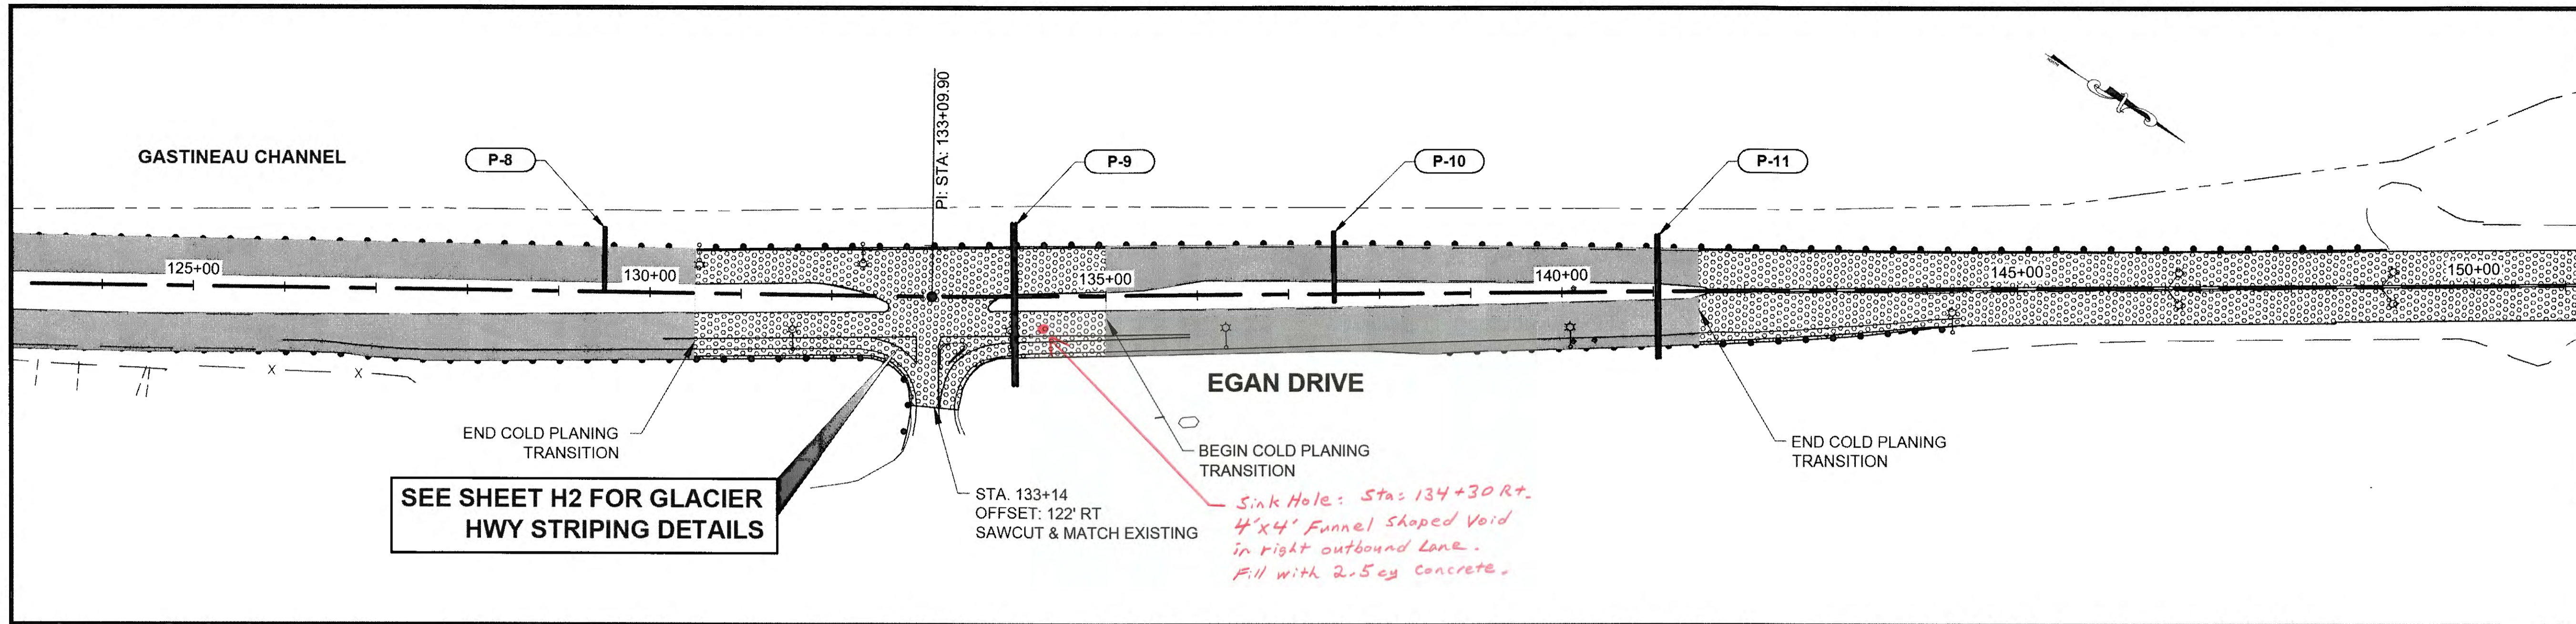 GASTINEAU CHANNEL
P-8
PI: STA: 133+09.90
P-9
P-10
P-11
125+00
130+00
135+00
140+00
145+00
150+00
X
X
EGAN DRIVE
END COLD PLANING
TRANSITION
BEGIN COLD PLANING
TRANSITION
END COLD PLANING
TRANSITION
SEE SHEET H2 FOR GLACIER
HWY STRIPING DETAILS
STA. 133+14
OFFSET: 122' RT
SAWCUT & MATCH EXISTING
Sink Hole: Sta: 134+30 Rt.
4'x4' Funnel Shaped Void
in right outbound Lane.
Fill with 2.5 cy Concrete.